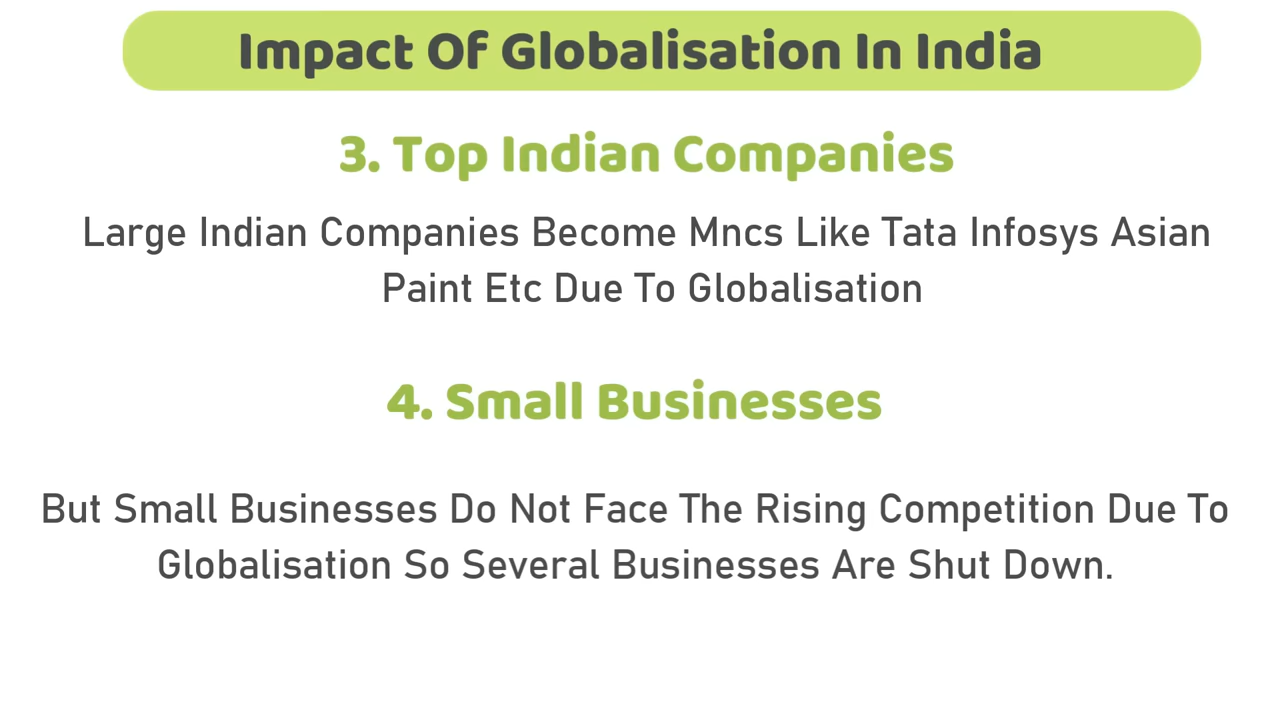 Impact Of Globalisation In India
3. Top Indian Companies
Large Indian Companies Become Mncs Like Tata Infosys Asian
Paint Etc Due To Globalisation
4. Small Businesses
But Small Businesses Do Not Face The Rising Competition Due To
Globalisation So Several Businesses Are Shut Down.